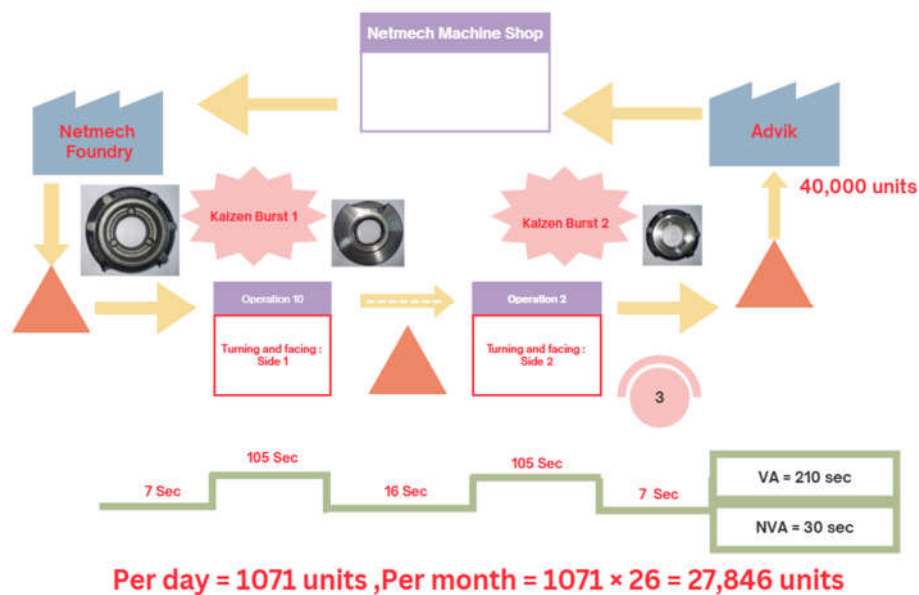 Netmech Machine Shop
Netmech
Foundry
Advik
40,000 units
Kaizen Burst 1
Kaizen Burst 2
Operation 10
Operation 2
Turning and facing :
Side 1
Turning and facing :
Side 2
3
7 Sec
105 Sec
16 Sec
105 Sec
7 Sec
VA = 210 sec
NVA = 30 sec
Per day = 1071 units ,Per month = 1071 × 26 = 27,846 units